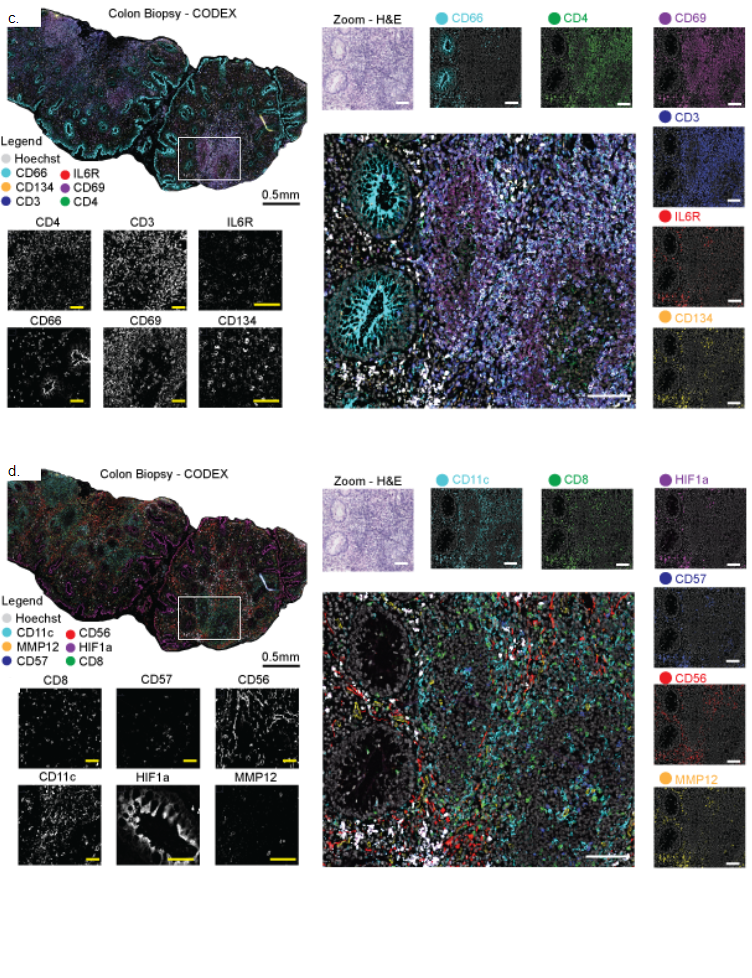 c.
Colon Biopsy - CODEX
Legend
Hoechst
CD66
IL6R
CD134
CD69
CD3
CD4
0.5mm
CD4
CD3
IL6R
CD66
CD69
CD134
Zoom - H&E
CD66
CD4
CD69
CD3
IL6R
CD134
d.
Colon Biopsy - CODEX
Legend
Hoechst
CD11c
CD56
MMP12
HIF1a
CD57
CD8
0.5mm
CD8
CD57
CD56
CD11c
HIF1a
MMP12
Zoom - H&E
CD11c
CD8
HIF1a
CD57
CD56
MMP12